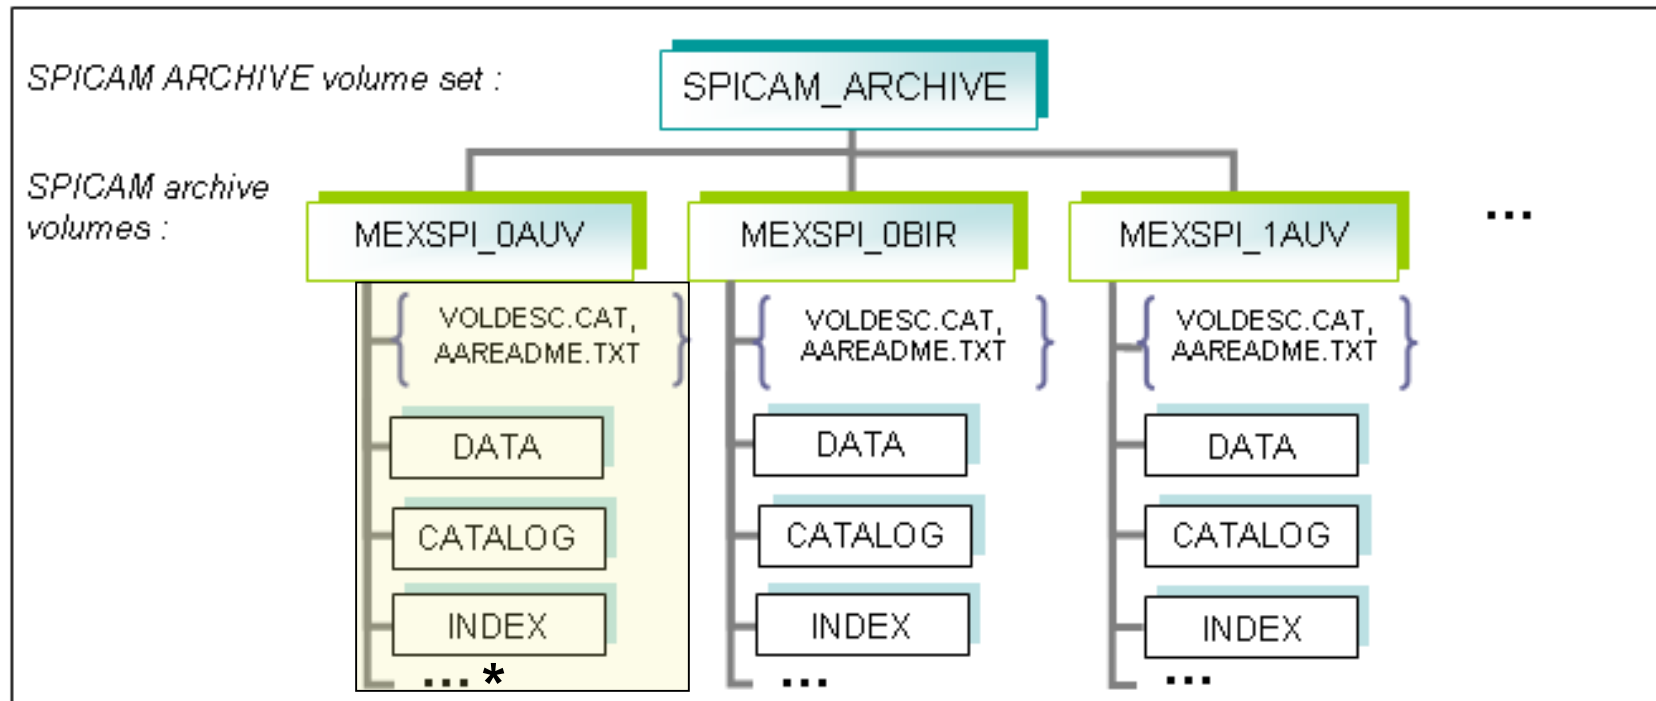 SPICAM ARCHIVE volume set :
SPICAM_ARCHIVE
SPICAM archive
volumes :
MEXSPI_0AUV
MEXSPI_0BIR
MEXSPI_1AUV
...
VOLDESC.CAT,
AAREADME.TXT
DATA
CATALOG
INDEX
... *
VOLDESC.CAT,
AAREADME.TXT
DATA
CATALOG
INDEX
...
VOLDESC.CAT,
AAREADME.TXT
DATA
CATALOG
INDEX
...